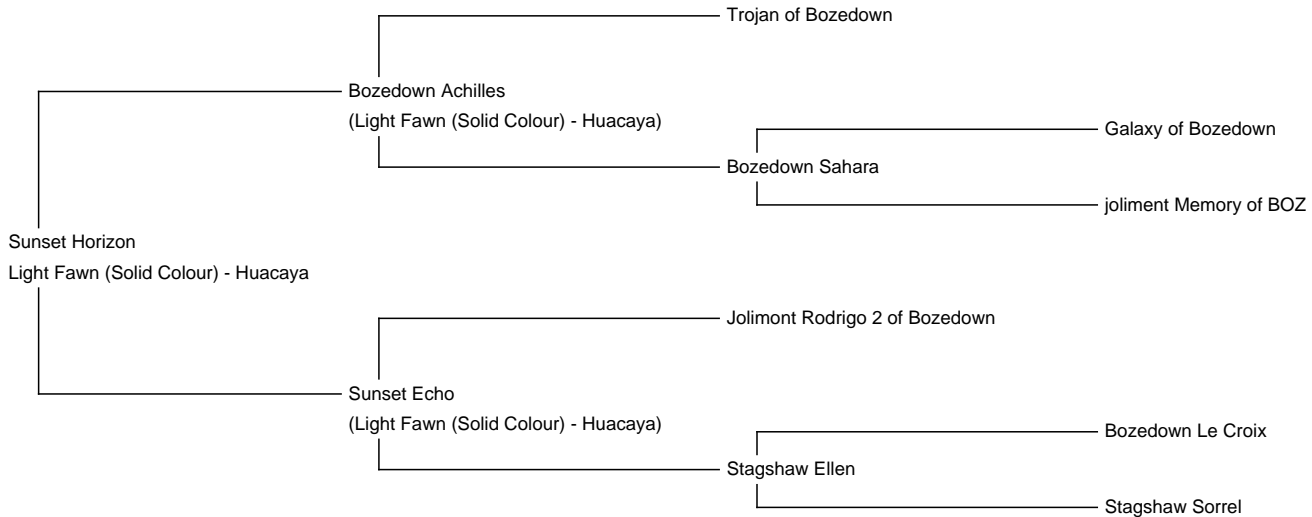 Trojan of Bozedown
Bozedown Achilles
(Light Fawn (Solid Colour) - Huacaya)
Galaxy of Bozedown
Bozedown Sahara
joliment Memory of BOZ
Sunset Horizon
Light Fawn (Solid Colour) - Huacaya
Jolimont Rodrigo 2 of Bozedown
Sunset Echo
(Light Fawn (Solid Colour) - Huacaya)
Bozedown Le Croix
Stagshaw Ellen
Stagshaw Sorrel